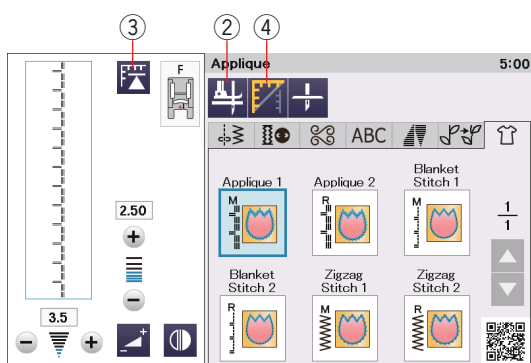 ③ ② ④
F
2.50
3.5
Applique 5:00
ABC
Applique 1 Applique 2 Blanket
Stitch 1
M R M
1
1
Blanket
Stitch 2
Zigzag
Stitch 1
Zigzag
Stitch 2
R M R